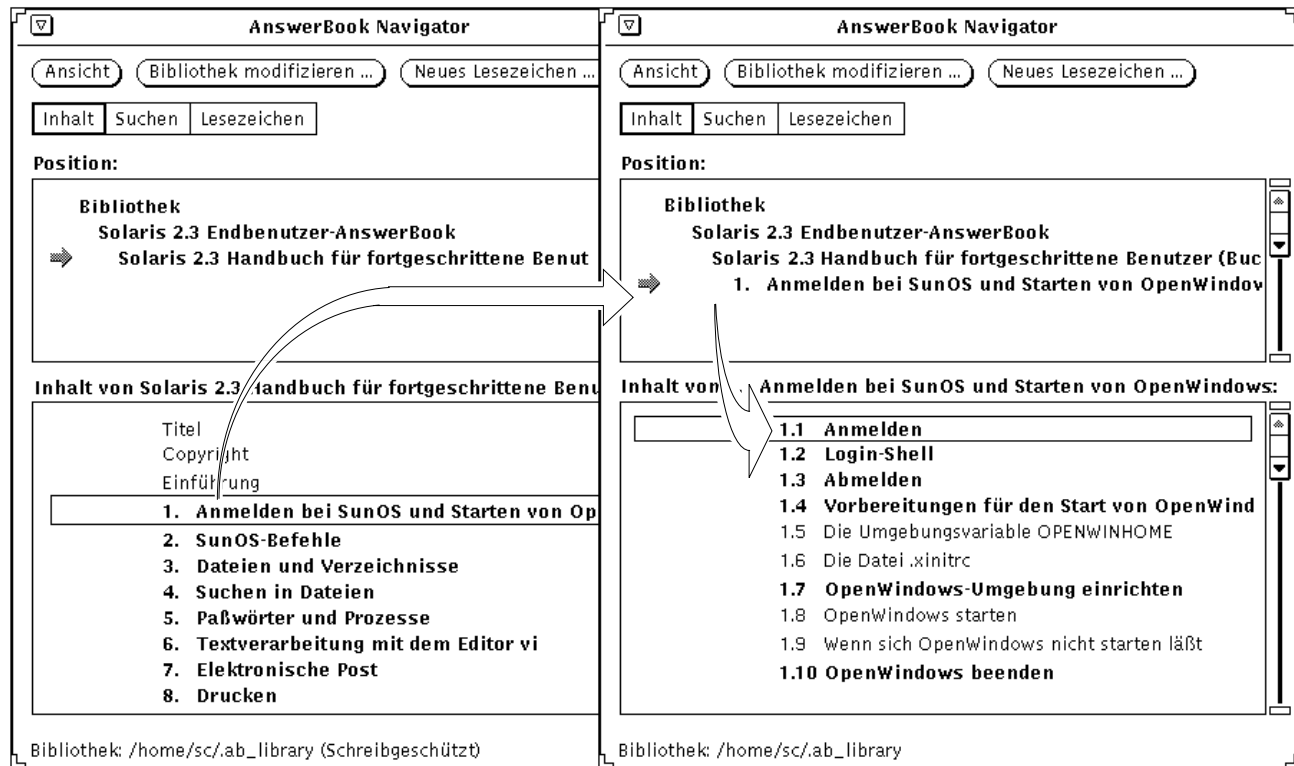 AnswerBook Navigator
Ansicht Bibliothek modifizieren ... Neues Lesezeichen ...
Inhalt Suchen Lesezeichen
Position:
Bibliothek
Solaris 2.3 Endbenutzer-AnswerBook
Solaris 2.3 Handbuch für fortgeschrittene Benut
Inhalt von Solaris 2.3 Handbuch für fortgeschrittene Benu
Titel
Copyright
Einführung
1. Anmelden bei SunOS und Starten von Op
2. SunOS-Befehle
3. Dateien und Verzeichnisse
4. Suchen in Dateien
5. Paßwörter und Prozesse
6. Textverarbeitung mit dem Editor vi
7. Elektronische Post
8. Drucken
Bibliothek: /home/sc/.ab_library (Schreibgeschützt)
AnswerBook Navigator
Ansicht Bibliothek modifizieren ... Neues Lesezeichen ...
Inhalt Suchen Lesezeichen
Position:
Bibliothek
Solaris 2.3 Endbenutzer-AnswerBook
Solaris 2.3 Handbuch für fortgeschrittene Benutzer (Buc
1. Anmelden bei SunOS und Starten von OpenWindov
Inhalt von Anmelden bei SunOS und Starten von OpenWindows:
1.1 Anmelden
1.2 Login-Shell
1.3 Abmelden
1.4 Vorbereitungen für den Start von OpenWind
1.5 Die Umgebungsvariable OPENWINHOME
1.6 Die Datei .xinitrc
1.7 OpenWindows-Umgebung einrichten
1.8 OpenWindows starten
1.9 Wenn sich OpenWindows nicht starten läßt
1.10 OpenWindows beenden
Bibliothek: /home/sc/.ab_library